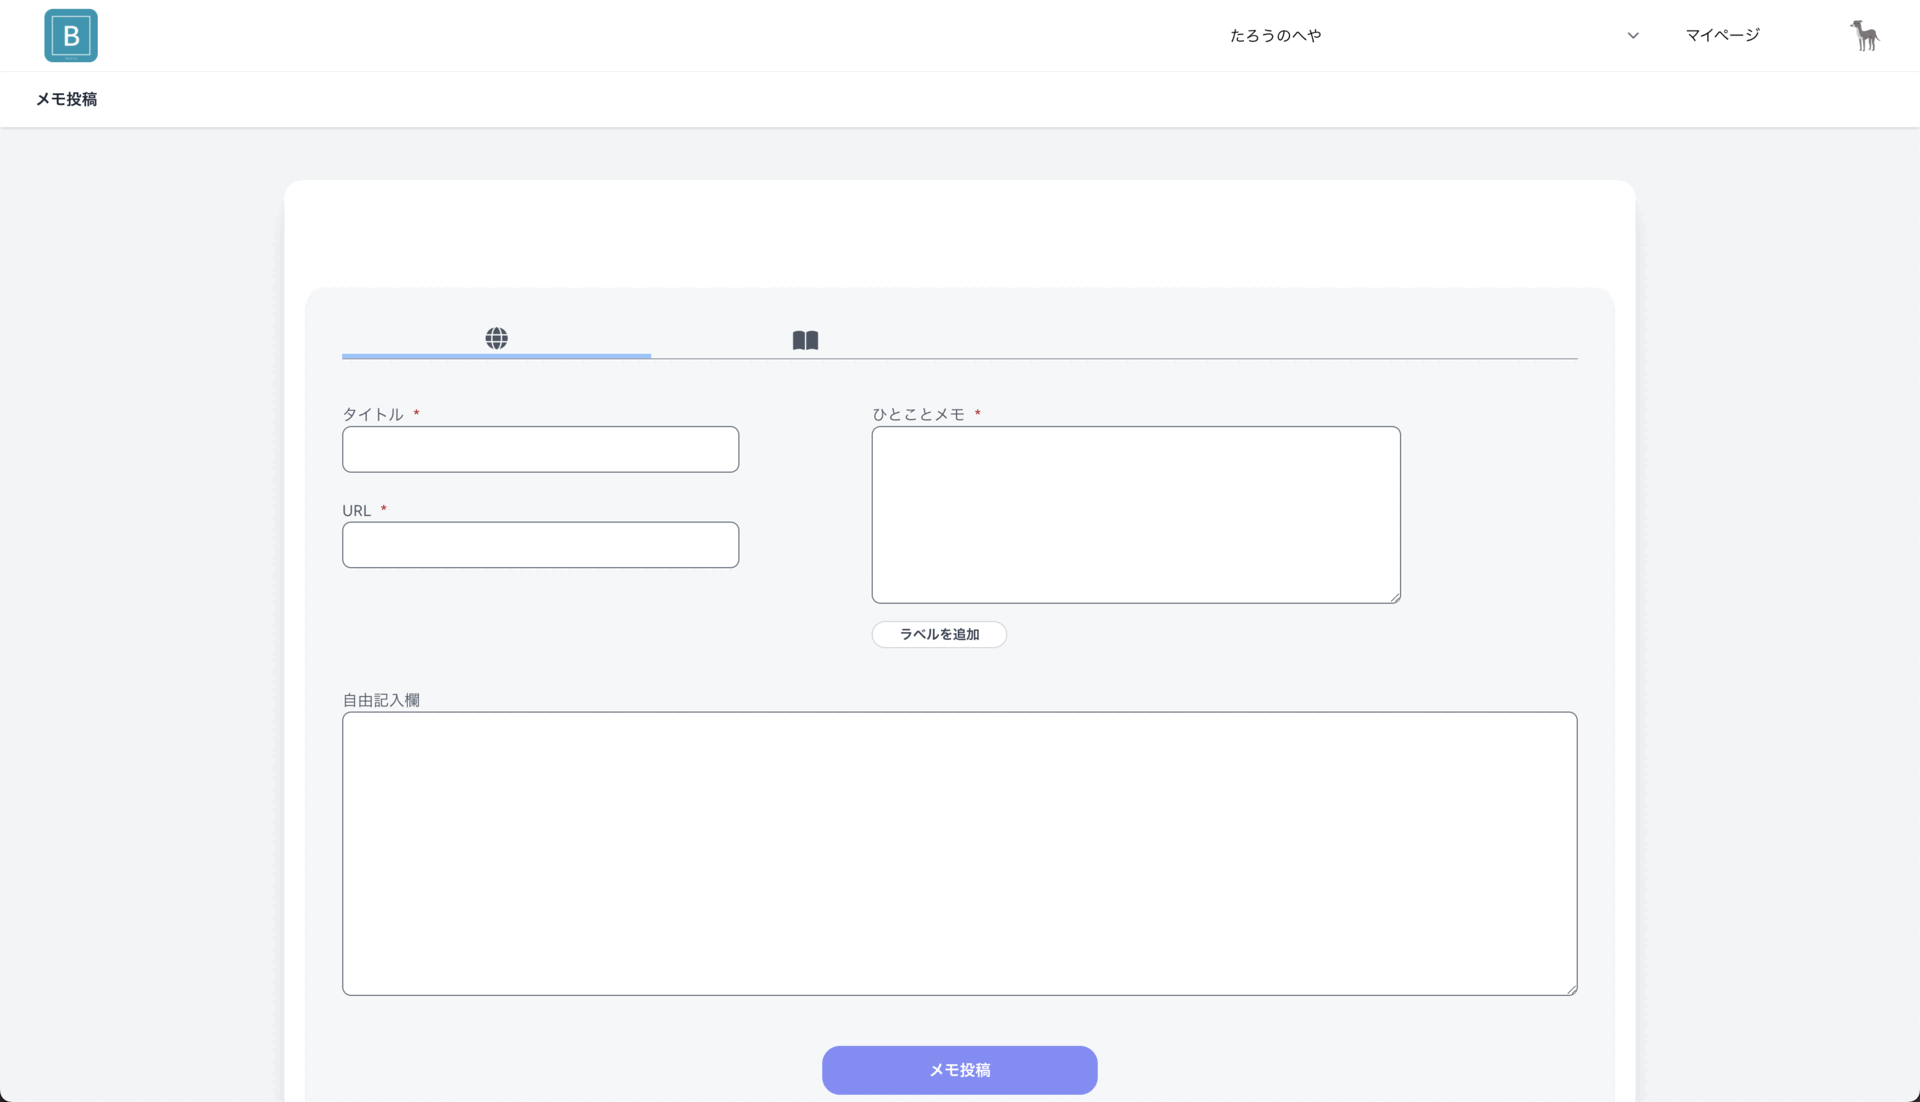 B
たろうのへや
マイページ
メモ投稿
タイトル *
ひとことメモ *
URL *
ラベルを追加
自由記入欄
メモ投稿